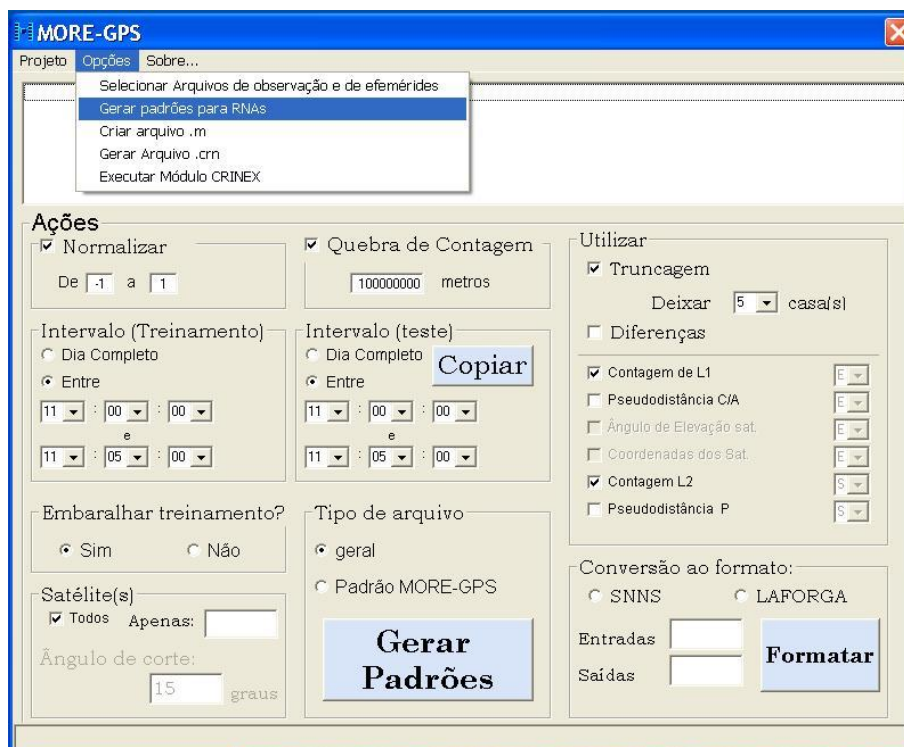 MORE-GPS
Projeto Opções Sobre...
Selecionar Arquivos de observação e de efemérides
Gerar padrões para RNAs
Criar arquivo .m
Gerar Arquivo .crn
Executar Módulo CRINEX
Ações
Normalizar
De -1 a 1
Quebra de Contagem
100000000 metros
Utilizar
Truncagem
Deixar 5 casa(s)
Diferenças
Contagem de L1 E
Pseudodistância C/A E
Ângulo de Elevação sat. E
Coordenadas dos Sat. E
Contagem L2 S
Pseudodistância P S
Intervalo (Treinamento)
Dia Completo
Entre
11 : 00 : 00
e
11 : 05 : 00
Intervalo (teste)
Dia Completo
Copiar
Entre
11 : 00 : 00
e
11 : 05 : 00
Embaralhar treinamento?
Sim Não
Tipo de arquivo
geral
Padrão MORE-GPS
Gerar
Padrões
Satélite(s)
Todos Apenas:
Ângulo de corte:
15 graus
Conversão ao formato:
SNNS LAFORGA
Entradas
Saídas
Formatar